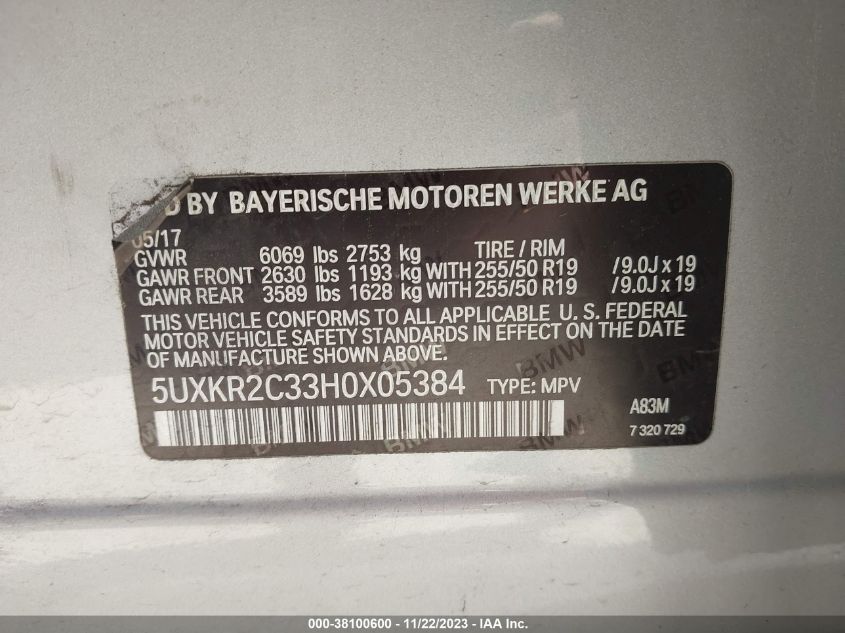 D BY BAYERISCHE MOTOREN WERKE AG
05/17
GVWR 6069 lbs 2753 kg TIRE / RIM
GAWR FRONT 2630 lbs 1193 kg WITH 255/50 R19 /9.0J x 19
GAWR REAR 3589 lbs 1628 kg WITH 255/50 R19 /9.0J x 19
THIS VEHICLE CONFORMS TO ALL APPLICABLE U. S. FEDERAL
MOTOR VEHICLE SAFETY STANDARDS IN EFFECT ON THE DATE
OF MANUFACTURE SHOWN ABOVE.
5UXKR2C33H0X05384 TYPE: MPV
A83M
7 320 729
000-38100600 - 11/22/2023 - IAA Inc.